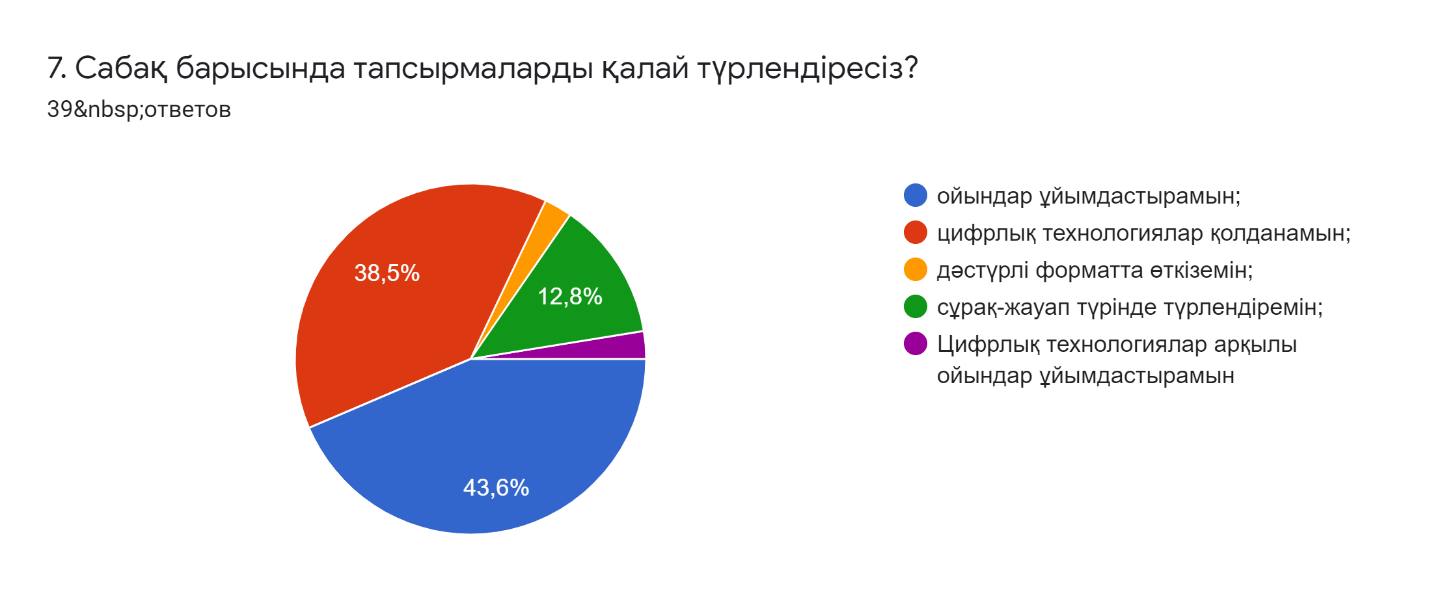 7. Сабақ барысында тапсырмаларды қалай түрлендіресіз?
39&nbsp;ответов
38,5%
12,8%
43,6%
ойындар ұйымдастырамын;
цифрлық технологиялар қолданамын;
дәстүрлі форматта өткіземін;
сұрақ-жауап түрінде түрлендіремін;
Цифрлық технологиялар арқылы
ойындар ұйымдастырамын